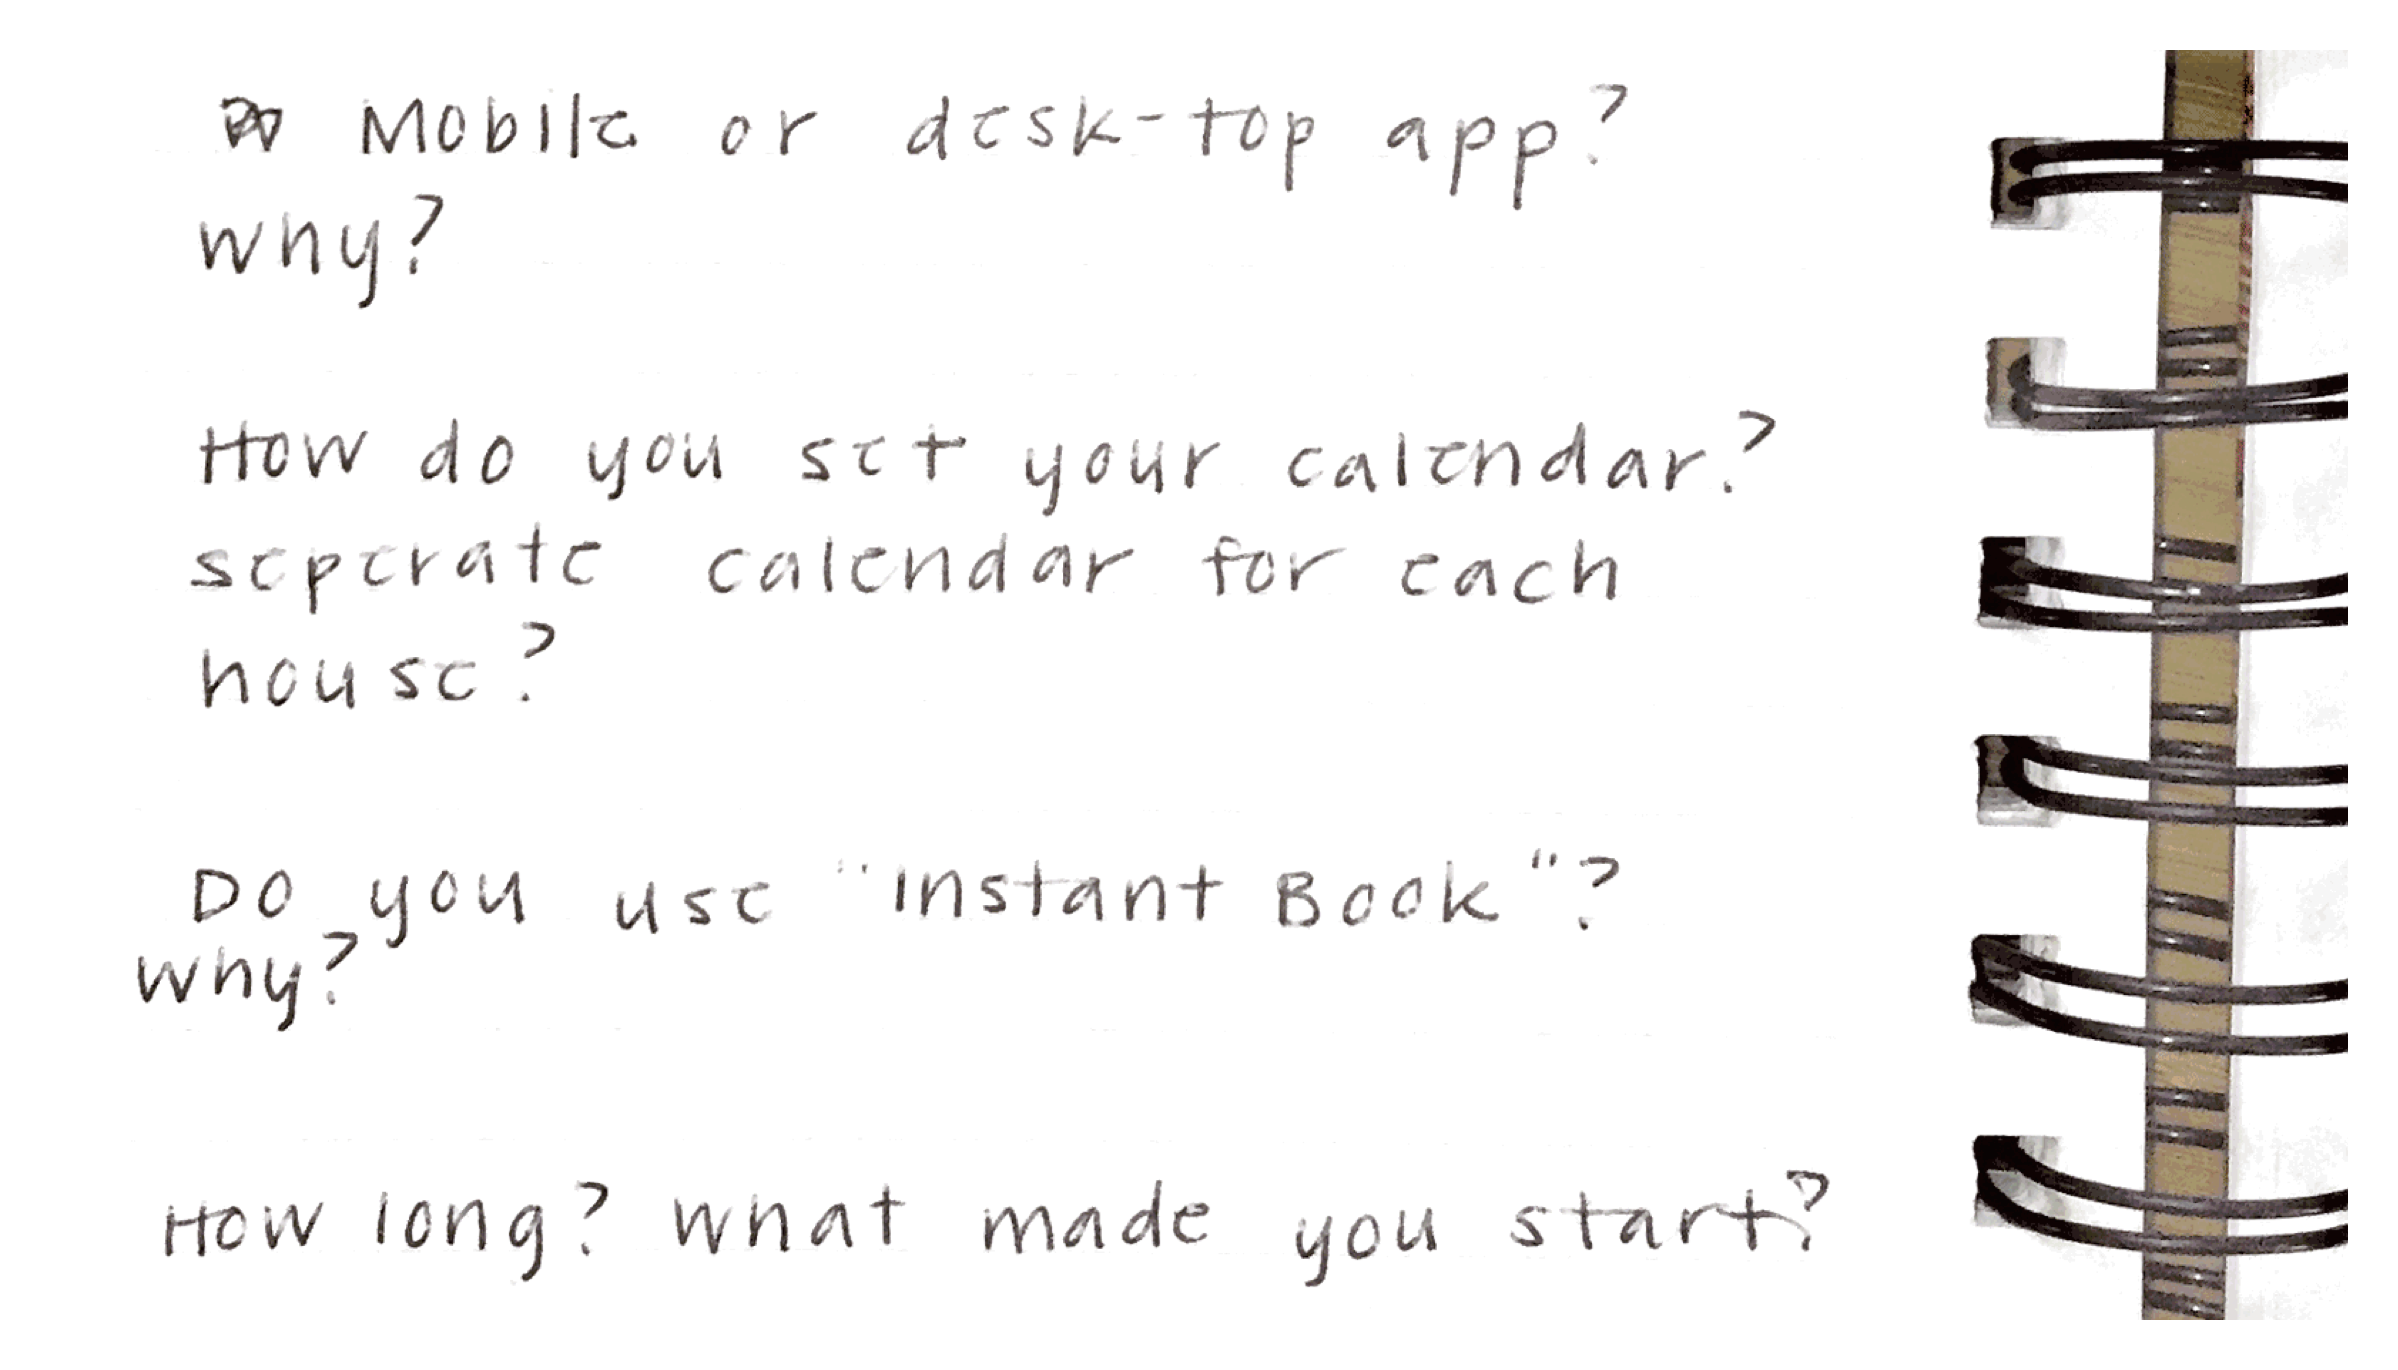 Mobile or desk-top app?
why?
How do you set your calendar?
seperate calendar for each
house?
Do you use "Instant Book"?
why?
How long? What made you start?